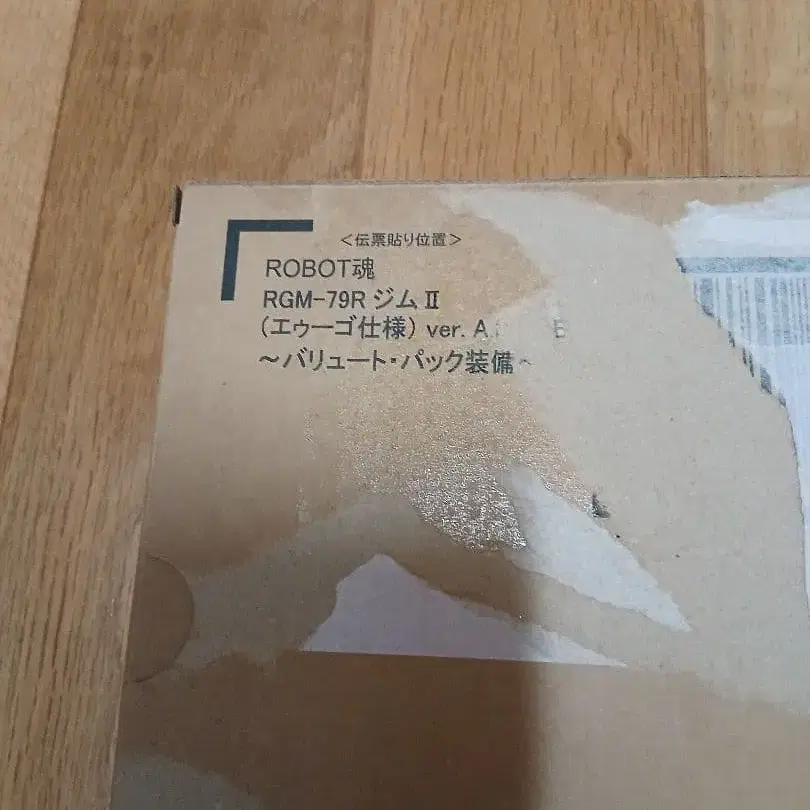 ＜伝票貼り位置＞
ROBOT魂
RGM-79R ジムⅡ
(エゥーゴ仕様) ver. A.
～バリュート・パック装備～